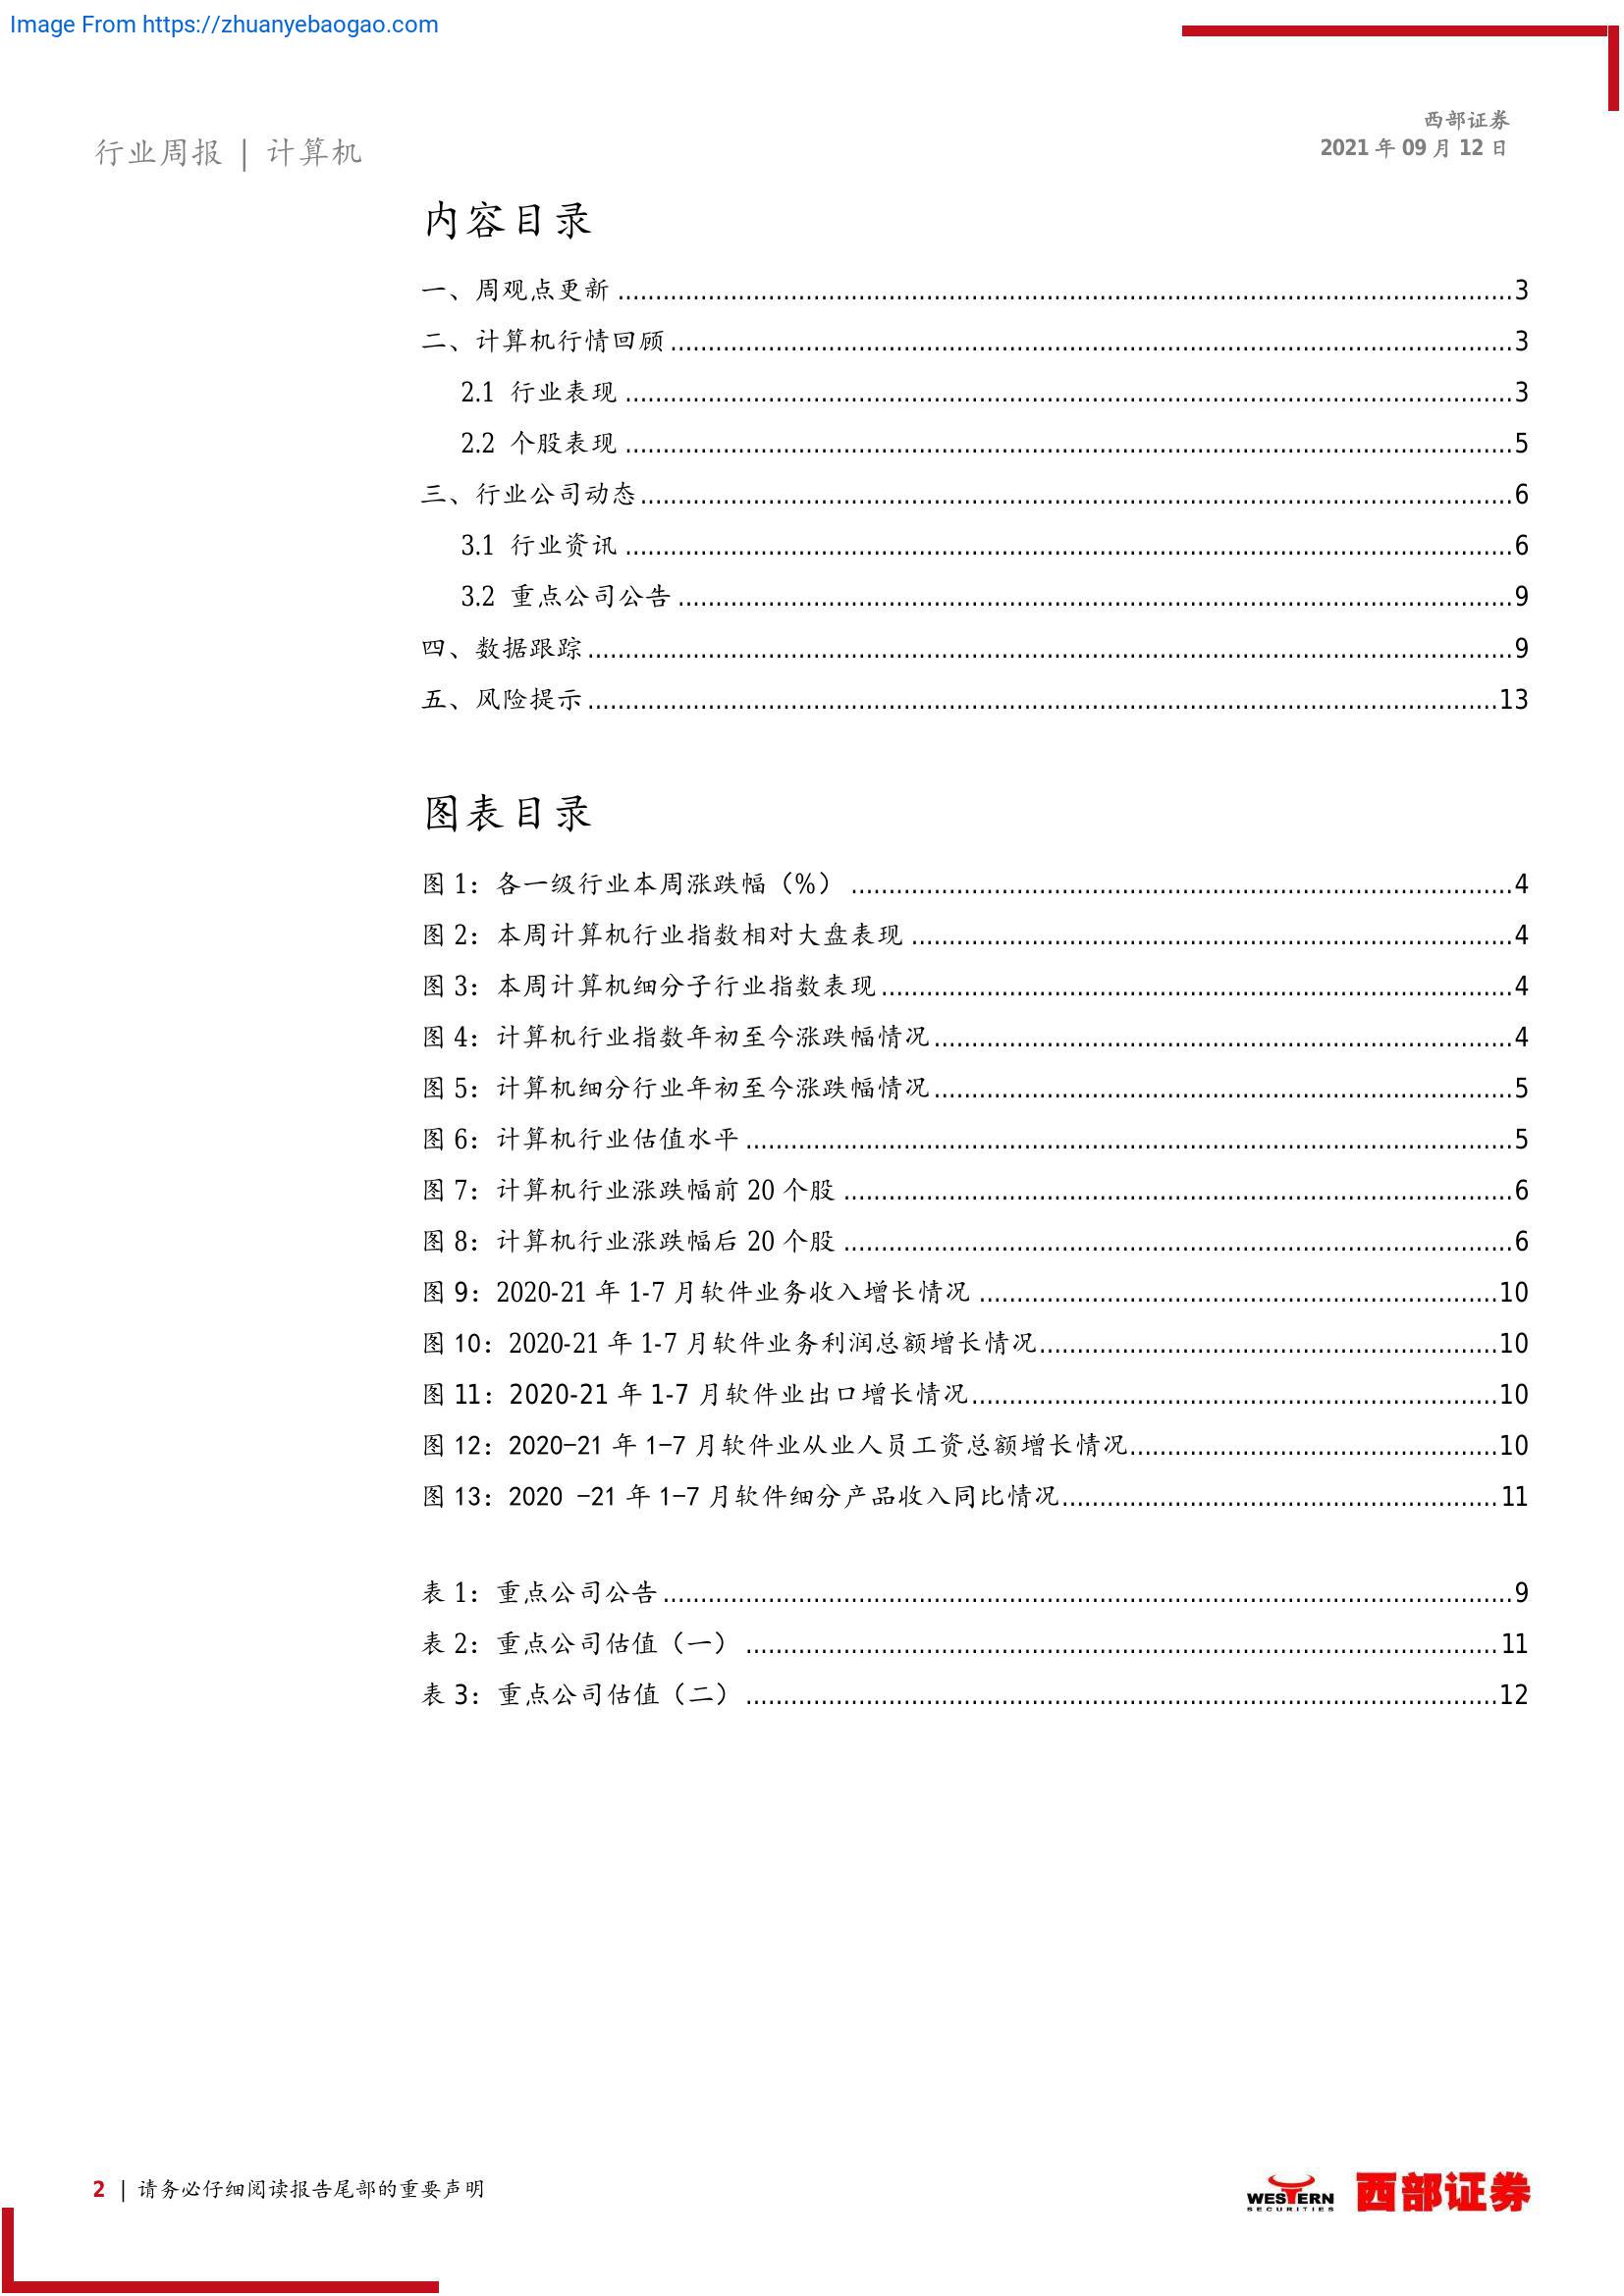 Image From https://zhuanyebaogao.com
西部证券
行业周报 | 计算机
2021 年 09 月 12 日
内容目录
一、周观点更新 ........ 3
二、计算机行情回顾 ........ 3
2.1 行业表现 ........ 3
2.2 个股表现 ........ 5
三、行业公司动态 ........ 6
3.1 行业资讯 ........ 6
3.2 重点公司公告 ........ 9
四、数据跟踪 ........ 9
五、风险提示 ........ 13
图表目录
图 1：各一级行业本周涨跌幅（%） ........ 4
图 2：本周计算机行业指数相对大盘表现 ........ 4
图 3：本周计算机细分子行业指数表现 ........ 4
图 4：计算机行业指数年初至今涨跌幅情况 ........ 4
图 5：计算机细分行业年初至今涨跌幅情况 ........ 5
图 6：计算机行业估值水平 ........ 5
图 7：计算机行业涨跌幅前 20 个股 ........ 6
图 8：计算机行业涨跌幅后 20 个股 ........ 6
图 9：2020-21 年 1-7 月软件业务收入增长情况 ........ 10
图 10：2020-21 年 1-7 月软件业务利润总额增长情况 ........ 10
图 11：2020-21 年 1-7 月软件业出口增长情况 ........ 10
图 12：2020-21 年 1-7 月软件业从业人员工资总额增长情况 ........ 10
图 13：2020 -21 年 1-7 月软件细分产品收入同比情况 ........ 11
表 1：重点公司公告 ........ 9
表 2：重点公司估值（一） ........ 11
表 3：重点公司估值（二） ........ 12
2 | 请务必仔细阅读报告尾部的重要声明
WESTERN
SECURITIES
西部证券